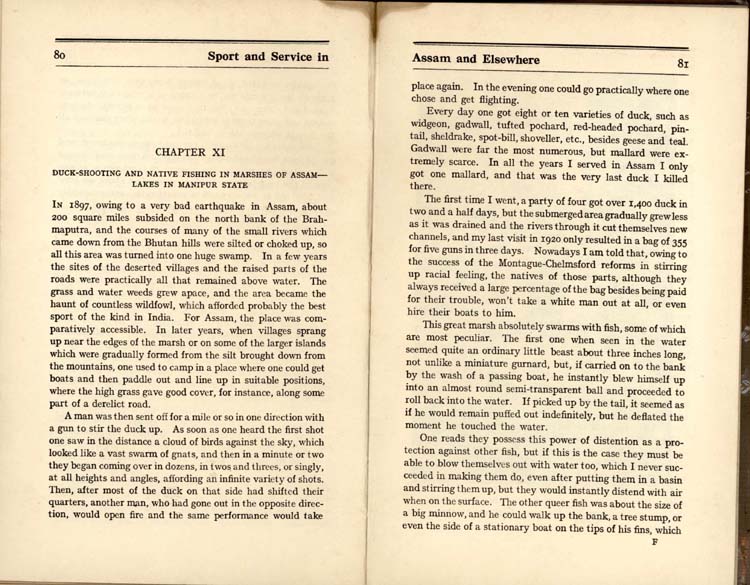 80 Sport and Service in
CHAPTER XI
DUCK-SHOOTING AND NATIVE FISHING IN MARSHES OF ASSAM—
LAKES IN MANIPUR STATE
IN 1897, owing to a very bad earthquake in Assam, about
200 square miles subsided on the north bank of the Brah-
maputra, and the courses of many of the small rivers which
came down from the Bhutan hills were silted or choked up, so
all this area was turned into one huge swamp. In a few years
the sites of the deserted villages and the raised parts of the
roads were practically all that remained above water. The
grass and water weeds grew apace, and the area became the
haunt of countless wildfowl, which afforded probably the best
sport of the kind in India. For Assam, the place was com-
paratively accessible. In later years, when villages sprang
up near the edges of the marsh or on some of the larger islands
which were gradually formed from the silt brought down from
the mountains, one used to camp in a place where one could get
boats and then paddle out and line up in suitable positions,
where the high grass gave good cover, for instance, along some
part of a derelict road.
A man was then sent off for a mile or so in one direction with
a gun to stir the duck up. As soon as one heard the first shot
one saw in the distance a cloud of birds against the sky, which
looked like a vast swarm of gnats, and then in a minute or two
they began coming over in dozens, in twos and threes, or singly,
at all heights and angles, affording an infinite variety of shots.
Then, after most of the duck on that side had shifted their
quarters, another man, who had gone out in the opposite direc-
tion, would open fire and the same performance would take
Assam and Elsewhere 81
place again. In the evening one could go practically where one
chose and get flighting.
Every day one got eight or ten varieties of duck, such as
widgeon, gadwall, tufted pochard, red-headed pochard, pin-
tail, sheldrake, spot-bill, shoveller, etc., besides geese and teal.
Gadwall were far the most numerous, but mallard were ex-
tremely scarce. In all the years I served in Assam I only
got one mallard, and that was the very last duck I killed
there.
The first time I went, a party of four got over 1,400 duck in
two and a half days, but the submerged area gradually grew less
as it was drained and the rivers through it cut themselves new
channels, and my last visit in 1920 only resulted in a bag of 355
for five guns in three days. Nowadays I am told that, owing to
the success of the Montague-Chelmsford reforms in stirring
up racial feeling, the natives of those parts, although they
always received a large percentage of the bag besides being paid
for their trouble, won't take a white man out at all, or even
hire their boats to him.
This great marsh absolutely swarms with fish, some of which
are most peculiar. The first one when seen in the water
seemed quite an ordinary little beast about three inches long,
not unlike a miniature gurnard, but, if carried on to the bank
by the wash of a passing boat, he instantly blew himself up
into an almost round semi-transparent ball and proceeded to
roll back into the water. If picked up by the tail, it seemed as
if he would remain puffed out indefinitely, but he deflated the
moment he touched the water.
One reads they possess this power of distention as a pro-
tection against other fish, but if this is the case they must be
able to blow themselves out with water too, which I never suc-
ceeded in making them do, even after putting them in a basin
and stirring them up, but they would instantly distend with air
when on the surface. The other queer fish was about the size of
a big minnow, and he could walk up the bank, a tree stump, or
even the side of a stationary boat on the tips of his fins, which
F